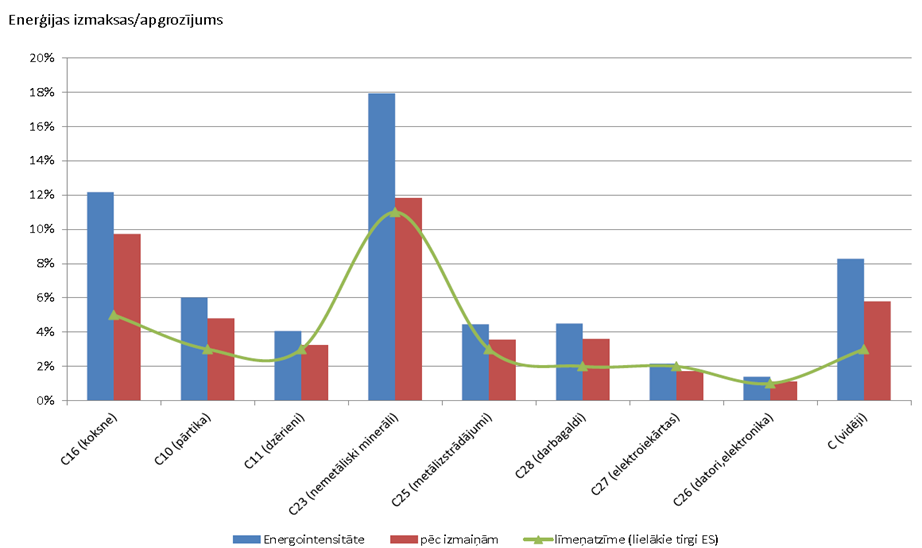 Enerģijas izmaksas/apgrozījums
20%
18%
16%
14%
12%
10%
8%
6%
4%
2%
0%
C16 (koksne)
C10 (pārtika)
C11 (dzērieni)
C23 (nemetāliski minerāli)
C25 (metālizstrādājumi)
C28 (darbagaldi)
C27 (elektroiekārtas)
C26 (datori,elektronika)
C (vidēji)
Energointensitāte
pēc izmaiņām
līmeņatzīme (lielākie tirgi ES)